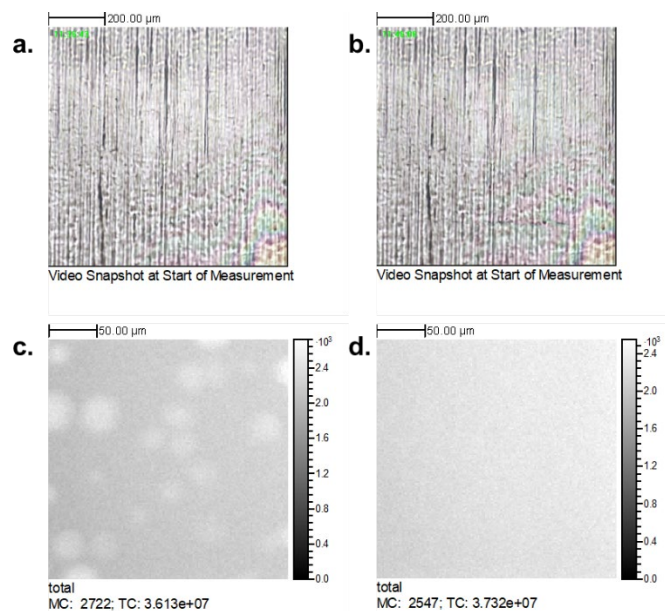 200.00 µm
200.00 µm
a.
b.
Video Snapshot at Start of Measurement
Video Snapshot at Start of Measurement
50.00 µm
50.00 µm
c.
d.
·10³
·10³
2.4
2.4
2.0
2.0
1.6
1.6
1.2
1.2
0.8
0.8
0.4
0.4
0.0
0.0
total
total
MC: 2722; TC: 3.613e+07
MC: 2547; TC: 3.732e+07